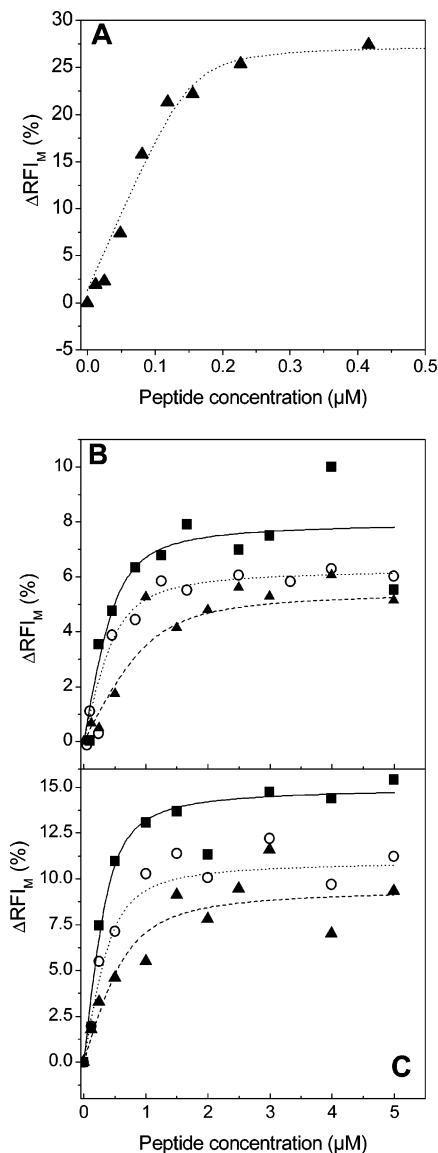 A
30
25
20
15
10
5
0
-5
ΔRFI_M (%)
0.0 0.1 0.2 0.3 0.4 0.5
Peptide concentration (µM)
B
10
8
6
4
2
0
ΔRFI_M (%)
15.0
12.5
10.0
7.5
5.0
2.5
0.0
ΔRFI_M (%)
C
0 1 2 3 4 5
Peptide concentration (µM)